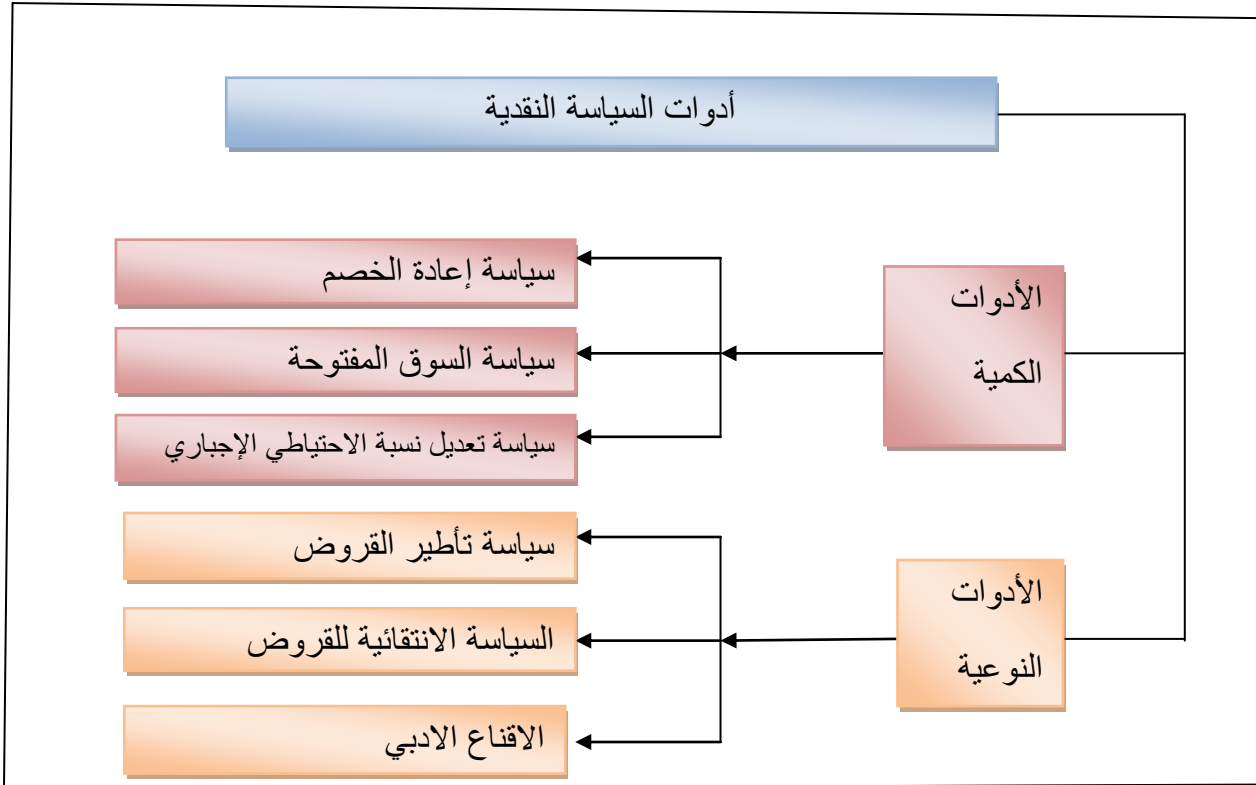 أدوات السياسة النقدية
الأدوات
الكمية
سياسة إعادة الخصم
سياسة السوق المفتوحة
سياسة تعديل نسبة الاحتياطي الإجباري
الأدوات
النوعية
سياسة تأطير القروض
السياسة الانتقائية للقروض
الاقناع الادبي